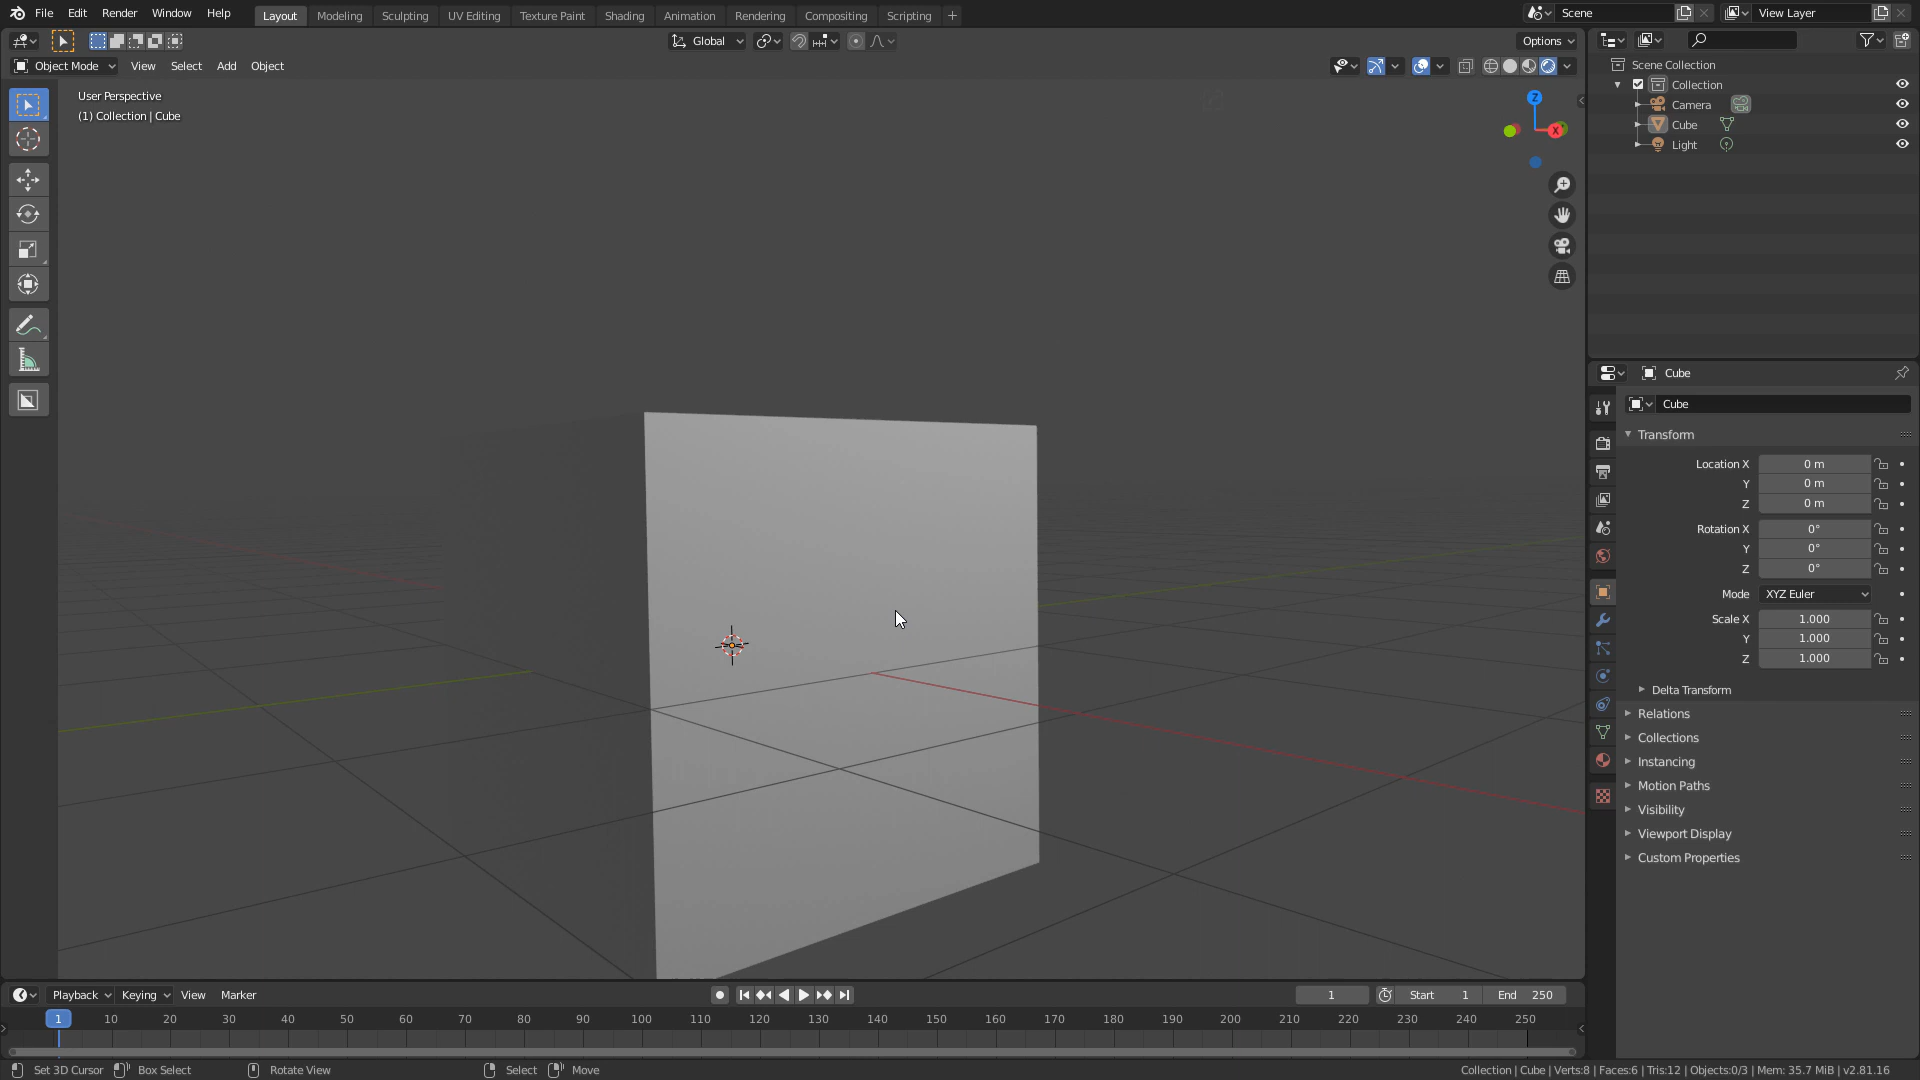 File Edit Render Window Help Layout Modeling Sculpting UV Editing Texture Paint Shading Animation Rendering Compositing Scripting + Scene View Layer
Global Options
Object Mode View Select Add Object
User Perspective
(1) Collection | Cube
Z
X
Scene Collection
Collection
Camera
Cube
Light
Cube
Cube
Transform
Location X 0 m
Y 0 m
Z 0 m
Rotation X 0°
Y 0°
Z 0°
Mode XYZ Euler
Scale X 1.000
Y 1.000
Z 1.000
Delta Transform
Relations
Collections
Instancing
Motion Paths
Visibility
Viewport Display
Custom Properties
Playback Keying View Marker 1 Start 1 End 250
1 10 20 30 40 50 60 70 80 90 100 110 120 130 140 150 160 170 180 190 200 210 220 230 240 250
Set 3D Cursor Box Select Rotate View Select Move Collection | Cube | Verts:8 | Faces:6 | Tris:12 | Objects:0/3 | Mem: 35.7 MiB | v2.81.16